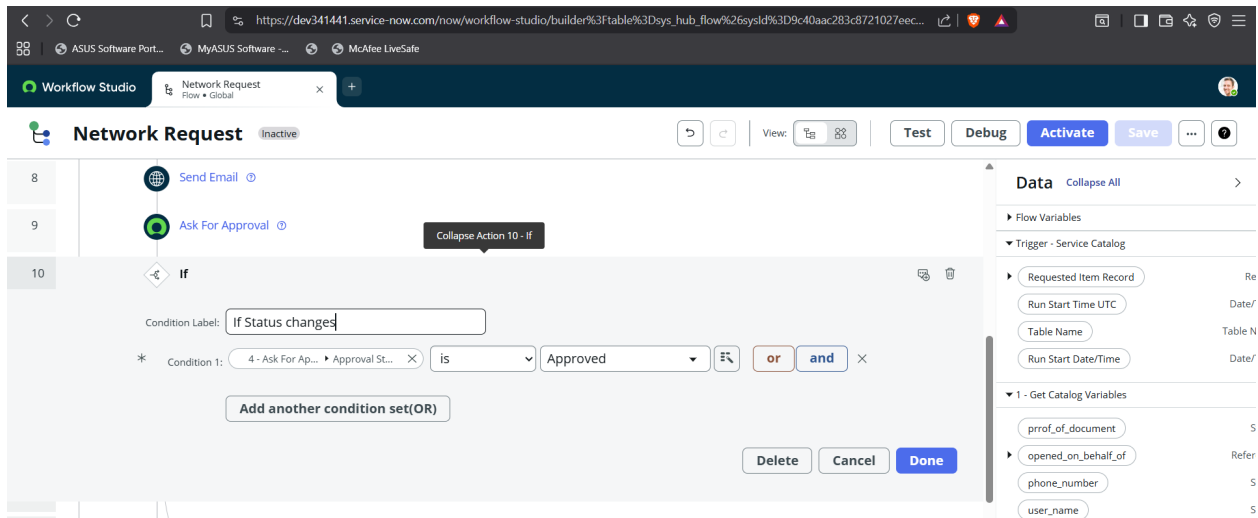 https://dev341441.service-now.com/now/workflow-studio/builder%3Ftable%3Dsys_hub_flow%26sysId%3D9c40aac283c8721027eec...
ASUS Software Port... MyASUS Software -... McAfee LiveSafe
Workflow Studio Network Request × +
Flow • Global
Network Request Inactive View: Test Debug Activate Save ... ?
8 Send Email
9 Ask For Approval
Collapse Action 10 - If
10 If
Condition Label: If Status changes
* Condition 1: 4 - Ask For Ap... ▸ Approval St... × is Approved or and ×
Add another condition set(OR)
Delete Cancel Done
Data Collapse All
Flow Variables
Trigger - Service Catalog
Requested Item Record Re
Run Start Time UTC Date/
Table Name Table N
Run Start Date/Time Date/
1 - Get Catalog Variables
prrof_of_document S
opened_on_behalf_of Refer
phone_number S
user_name S